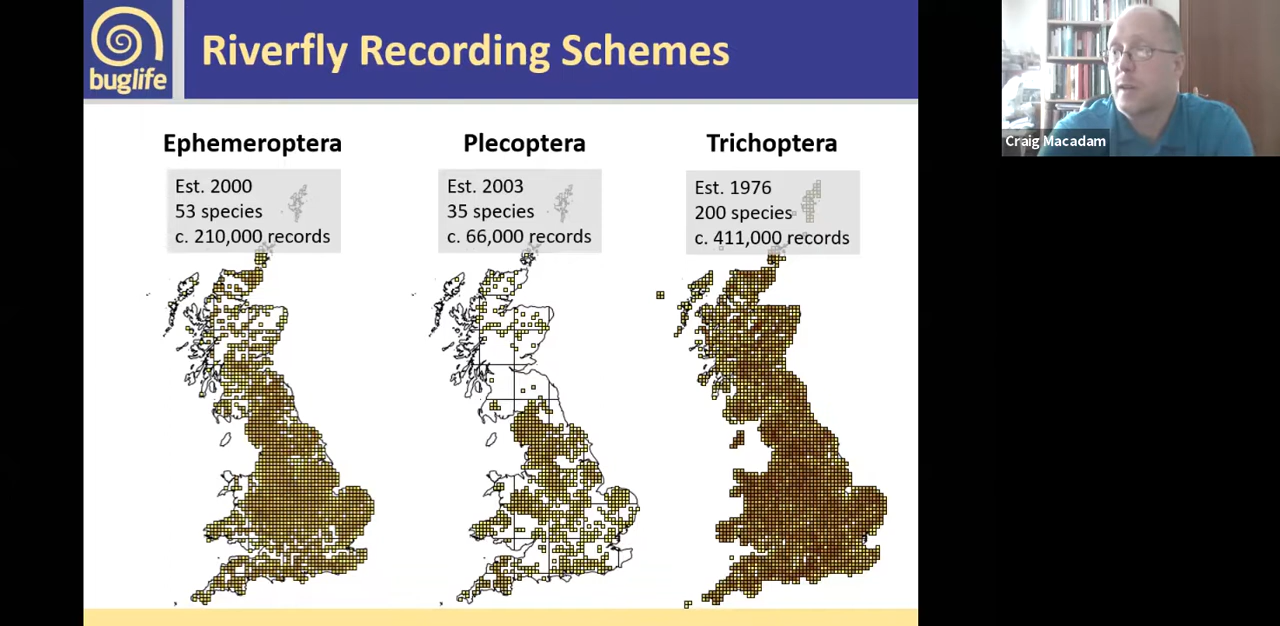 buglife
Riverfly Recording Schemes
Ephemeroptera
Est. 2000
53 species
c. 210,000 records
Plecoptera
Est. 2003
35 species
c. 66,000 records
Trichoptera
Est. 1976
200 species
c. 411,000 records
Craig Macadam